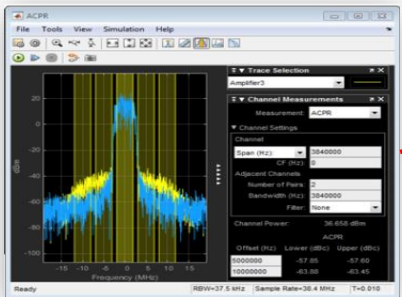 ACPR
File Tools View Simulation Help
Trace Selection
Amplifier3
Channel Measurements
Measurement: ACPR
Channel Settings
Channel
Span (Hz): 3840000
CF (Hz): 0
Adjacent Channels
Number of Pairs: 2
Bandwidth (Hz): 3840000
Filter: None
Channel Power: 36.658 dBm
ACPR
Offset (Hz) Lower (dBc) Upper (dBc)
5000000 -57.85 -57.60
10000000 -63.88 -63.45
20
0
-20
-40
-60
-80
-100
dBm
-15 -10 -5 0 5 10 15
Frequency (MHz)
Ready RBW=37.5 kHz Sample Rate=38.4 MHz T=0.010